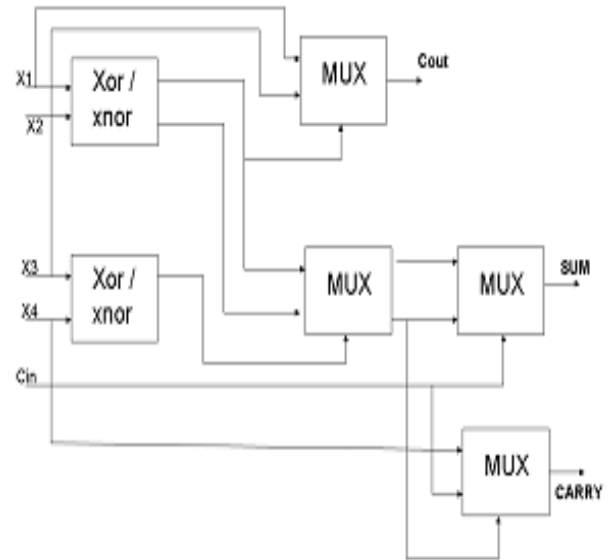 X1
X2
Xor /
xnor
MUX
Cout
X3
X4
Xor /
xnor
MUX
MUX
SUM
Cin
MUX
CARRY